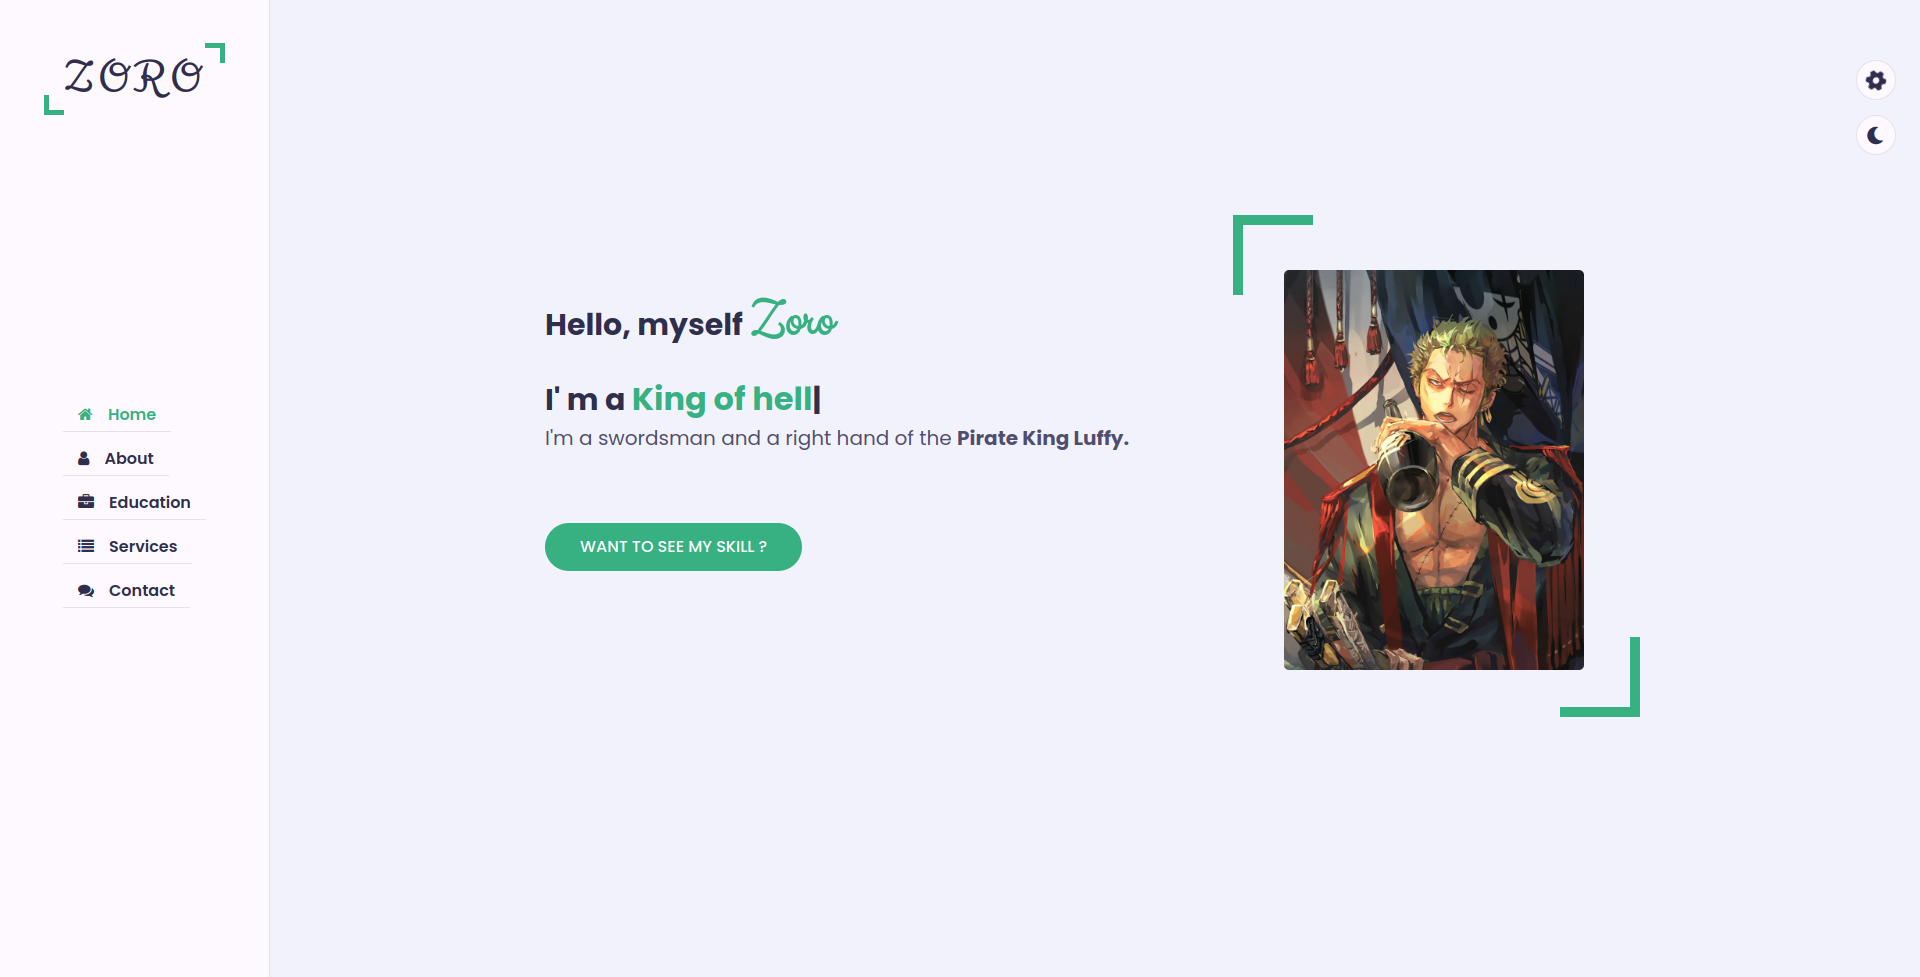 ZORO
Home
About
Education
Services
Contact
Hello, myself Zoro
I' m a King of hell|
I'm a swordsman and a right hand of the Pirate King Luffy.
WANT TO SEE MY SKILL ?